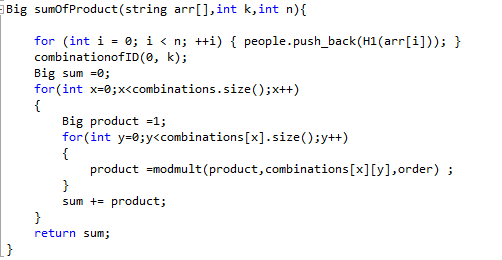 Big sumOfProduct(string arr[],int k,int n){
for (int i = 0; i < n; ++i) { people.push_back(H1(arr[i])); }
combinationofID(0, k);
Big sum =0;
for(int x=0;x<combinations.size();x++)
{
Big product =1;
for(int y=0;y<combinations[x].size();y++)
{
product =modmult(product,combinations[x][y],order) ;
}
sum += product;
}
return sum;
}